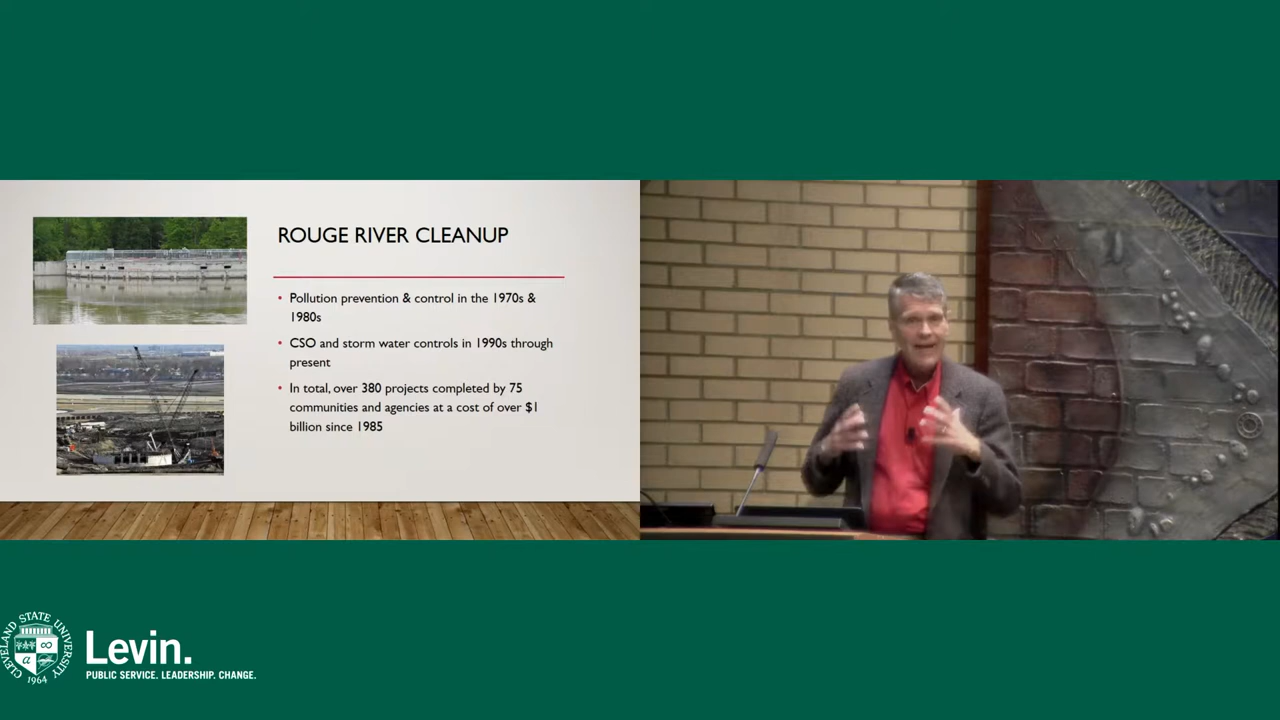 ROUGE RIVER CLEANUP
• Pollution prevention & control in the 1970s &
1980s
• CSO and storm water controls in 1990s through
present
• In total, over 380 projects completed by 75
communities and agencies at a cost of over $1
billion since 1985
CLEVELAND STATE UNIVERSITY
1964
Levin.
PUBLIC SERVICE. LEADERSHIP. CHANGE.